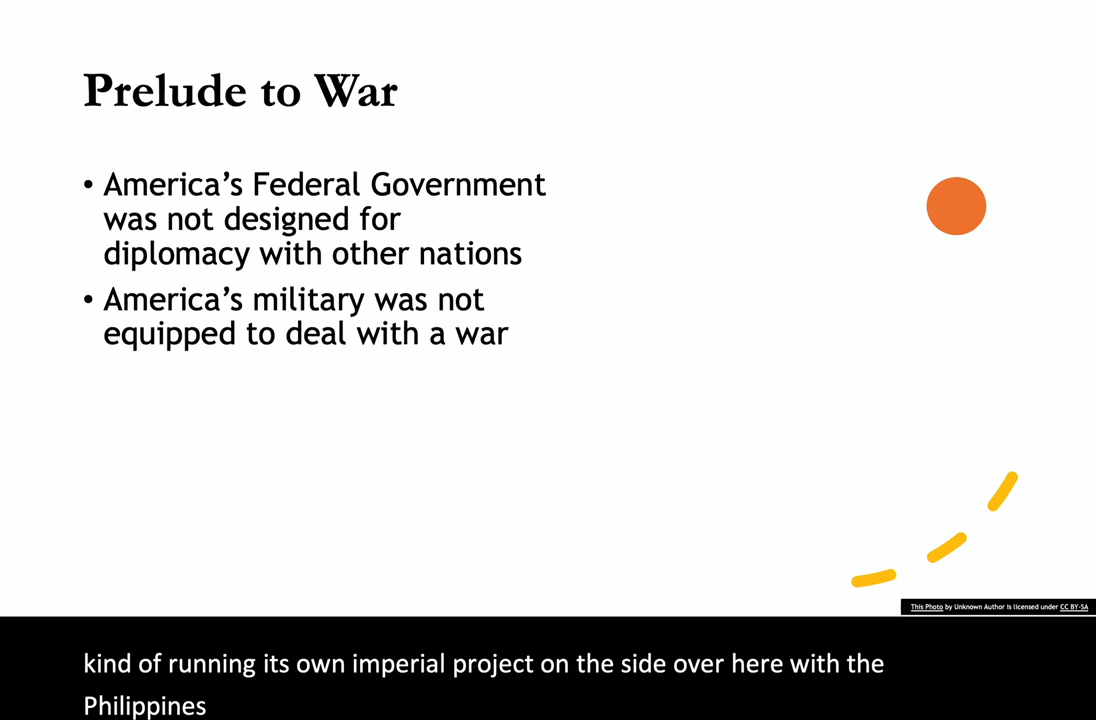 Prelude to War
• America’s Federal Government
was not designed for
diplomacy with other nations
• America’s military was not
equipped to deal with a war
This Photo by Unknown Author is licensed under CC BY-SA
kind of running its own imperial project on the side over here with the
Philippines